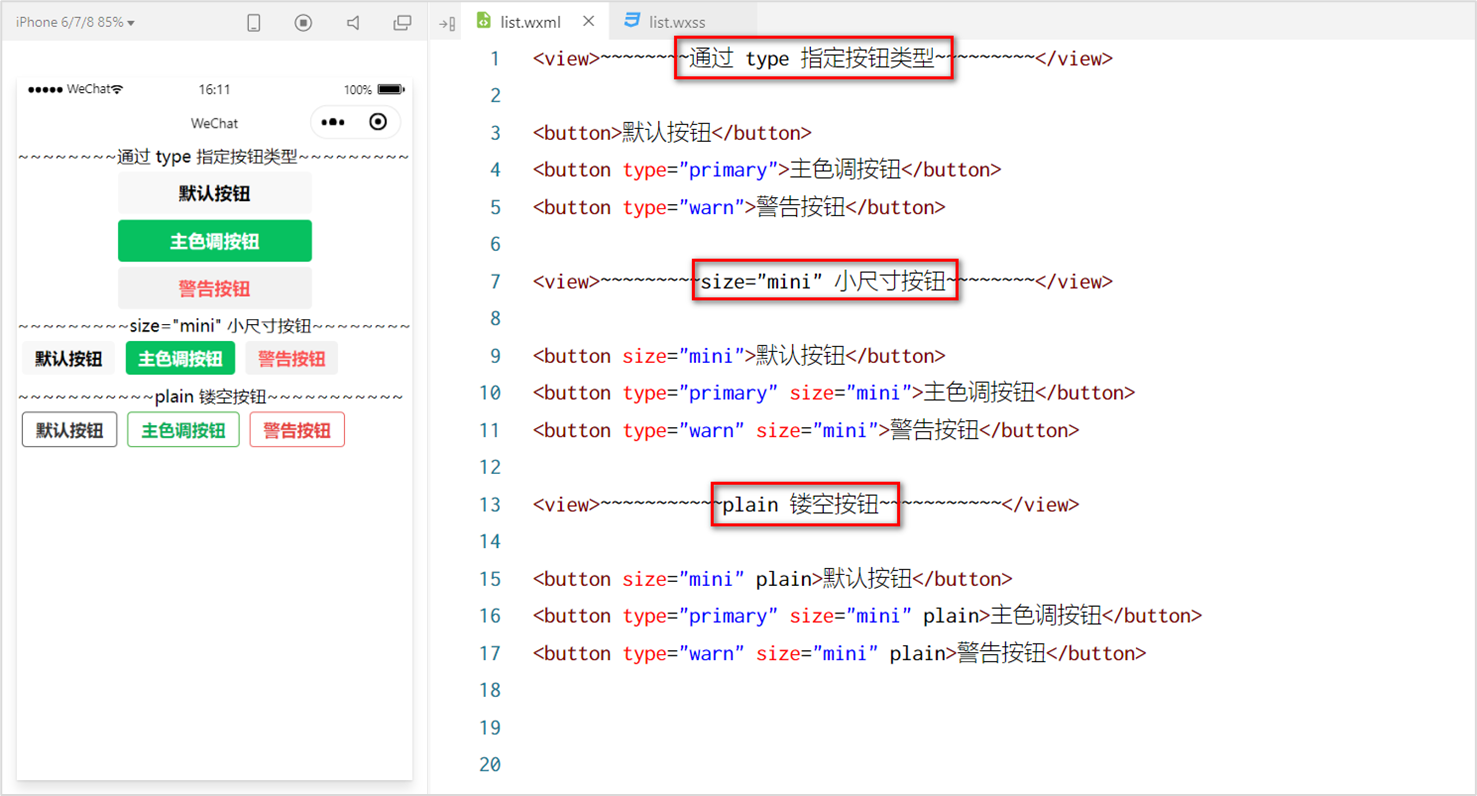 iPhone 6/7/8 85%
WeChat
16:11
100%
WeChat
~~~~~~~~通过 type 指定按钮类型~~~~~~~~~
默认按钮
主色调按钮
警告按钮
~~~~~~~~~size="mini" 小尺寸按钮~~~~~~~~
默认按钮 主色调按钮 警告按钮
~~~~~~~~~~~plain 镂空按钮~~~~~~~~~~~
默认按钮 主色调按钮 警告按钮
list.wxml list.wxss
1 <view>~~~~~~~~通过 type 指定按钮类型~~~~~~~~~</view>
2
3 <button>默认按钮</button>
4 <button type="primary">主色调按钮</button>
5 <button type="warn">警告按钮</button>
6
7 <view>~~~~~~~~~size="mini" 小尺寸按钮~~~~~~~~</view>
8
9 <button size="mini">默认按钮</button>
10 <button type="primary" size="mini">主色调按钮</button>
11 <button type="warn" size="mini">警告按钮</button>
12
13 <view>~~~~~~~~~~~plain 镂空按钮~~~~~~~~~~~</view>
14
15 <button size="mini" plain>默认按钮</button>
16 <button type="primary" size="mini" plain>主色调按钮</button>
17 <button type="warn" size="mini" plain>警告按钮</button>
18
19
20